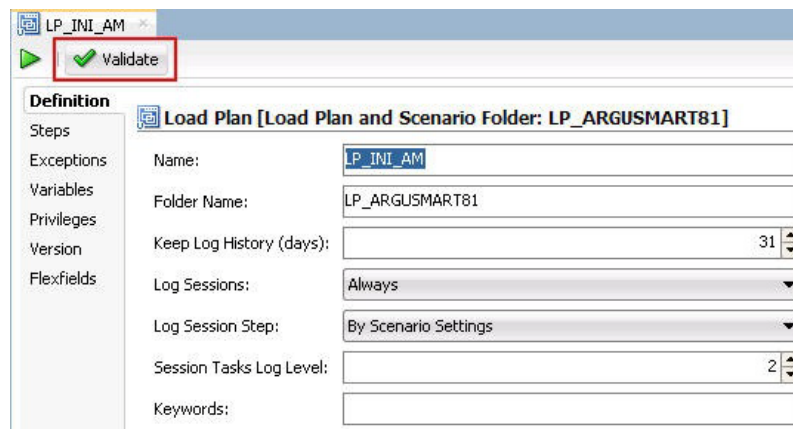 LP_INI_AM
Validate
Definition
Steps
Exceptions
Variables
Privileges
Version
Flexfields
Load Plan [Load Plan and Scenario Folder: LP_ARGUSMART81]
Name: LP_INI_AM
Folder Name: LP_ARGUSMART81
Keep Log History (days): 31
Log Sessions: Always
Log Session Step: By Scenario Settings
Session Tasks Log Level: 2
Keywords: